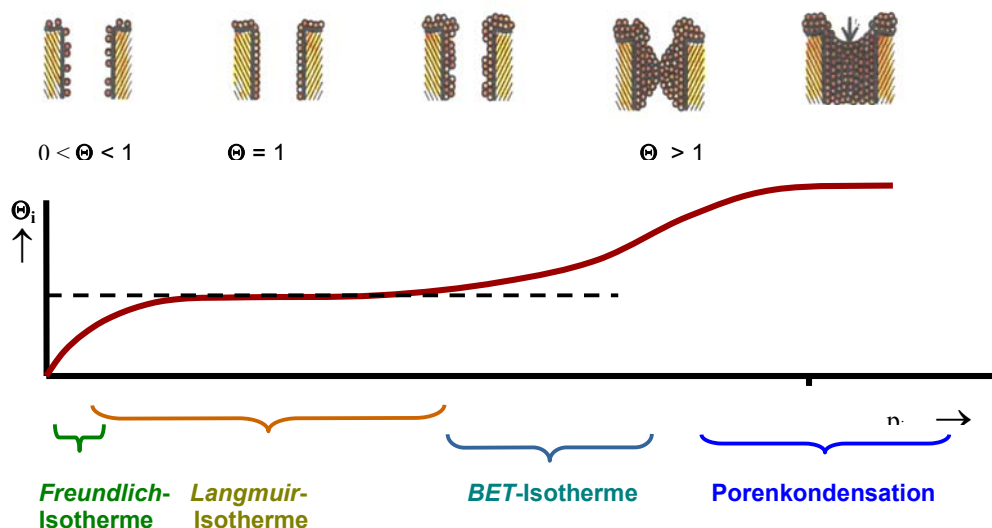 0 < Θ < 1
Θ = 1
Θ > 1
Θi
↑
→
Freundlich-
Isotherme
Langmuir-
Isotherme
BET-Isotherme
Porenkondensation